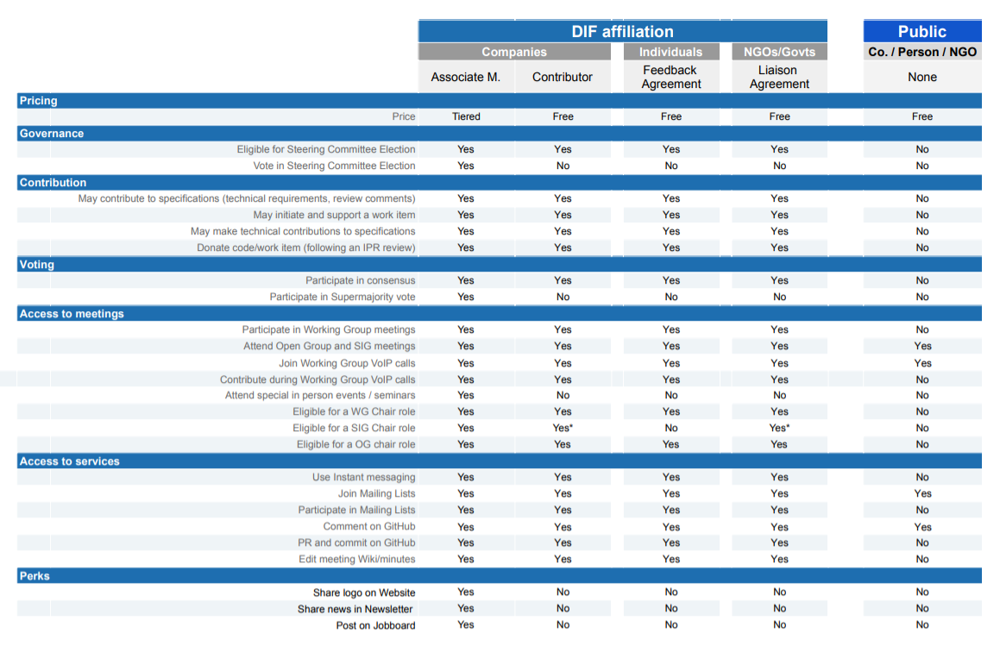 DIF affiliation Public
Companies Individuals NGOs/Govts Co. / Person / NGO
Associate M. Contributor Feedback Agreement Liaison Agreement None
Pricing
Price Tiered Free Free Free Free
Governance
Eligible for Steering Committee Election Yes Yes Yes Yes No
Vote in Steering Committee Election Yes No No No No
Contribution
May contribute to specifications (technical requirements, review comments) Yes Yes Yes Yes No
May initiate and support a work item Yes Yes Yes Yes No
May make technical contributions to specifications Yes Yes Yes Yes No
Donate code/work item (following an IPR review) Yes Yes Yes Yes No
Voting
Participate in consensus Yes Yes Yes Yes No
Participate in Supermajority vote Yes No No No No
Access to meetings
Participate in Working Group meetings Yes Yes Yes Yes No
Attend Open Group and SIG meetings Yes Yes Yes Yes Yes
Join Working Group VoIP calls Yes Yes Yes Yes Yes
Contribute during Working Group VoIP calls Yes Yes Yes Yes No
Attend special in person events / seminars Yes No No No No
Eligible for a WG Chair role Yes Yes Yes Yes No
Eligible for a SIG Chair role Yes Yes* No Yes* No
Eligible for a OG chair role Yes Yes Yes Yes No
Access to services
Use Instant messaging Yes Yes Yes Yes No
Join Mailing Lists Yes Yes Yes Yes Yes
Participate in Mailing Lists Yes Yes Yes Yes No
Comment on GitHub Yes Yes Yes Yes Yes
PR and commit on GitHub Yes Yes Yes Yes No
Edit meeting Wiki/minutes Yes Yes Yes Yes No
Perks
Share logo on Website Yes No No No No
Share news in Newsletter Yes No No No No
Post on Jobboard Yes No No No No